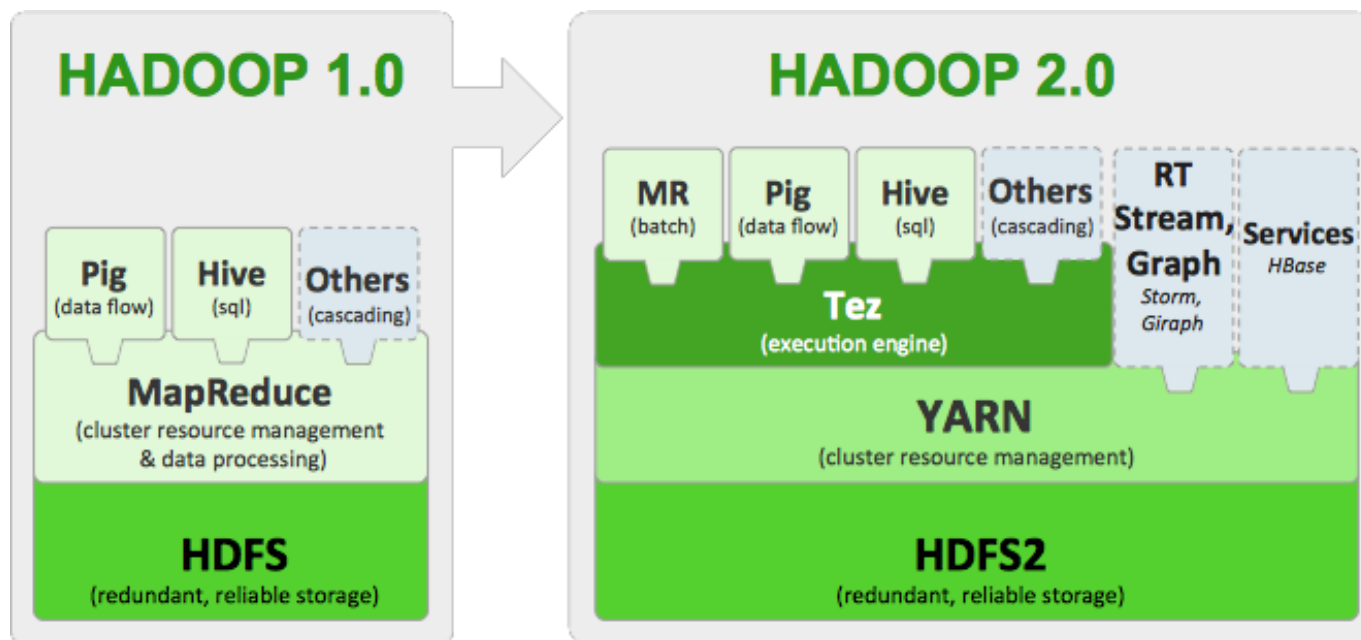 HADOOP 1.0
Pig
(data flow)
Hive
(sql)
Others
(cascading)
MapReduce
(cluster resource management
& data processing)
HDFS
(redundant, reliable storage)
HADOOP 2.0
MR
(batch)
Pig
(data flow)
Hive
(sql)
Others
(cascading)
RT
Stream,
Graph
Storm,
Giraph
Services
HBase
Tez
(execution engine)
YARN
(cluster resource management)
HDFS2
(redundant, reliable storage)